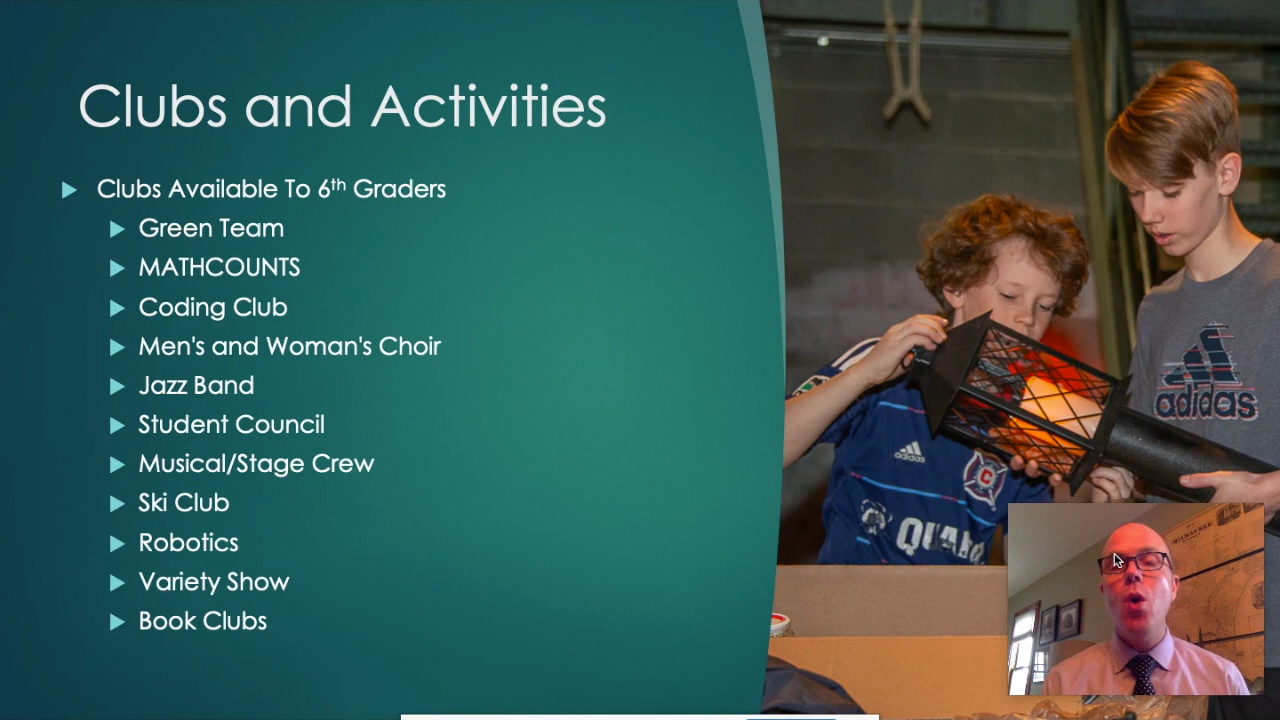 Clubs and Activities
Clubs Available To 6th Graders
Green Team
MATHCOUNTS
Coding Club
Men's and Woman's Choir
Jazz Band
Student Council
Musical/Stage Crew
Ski Club
Robotics
Variety Show
Book Clubs
adidas
adidas
C
MILWAUKEE